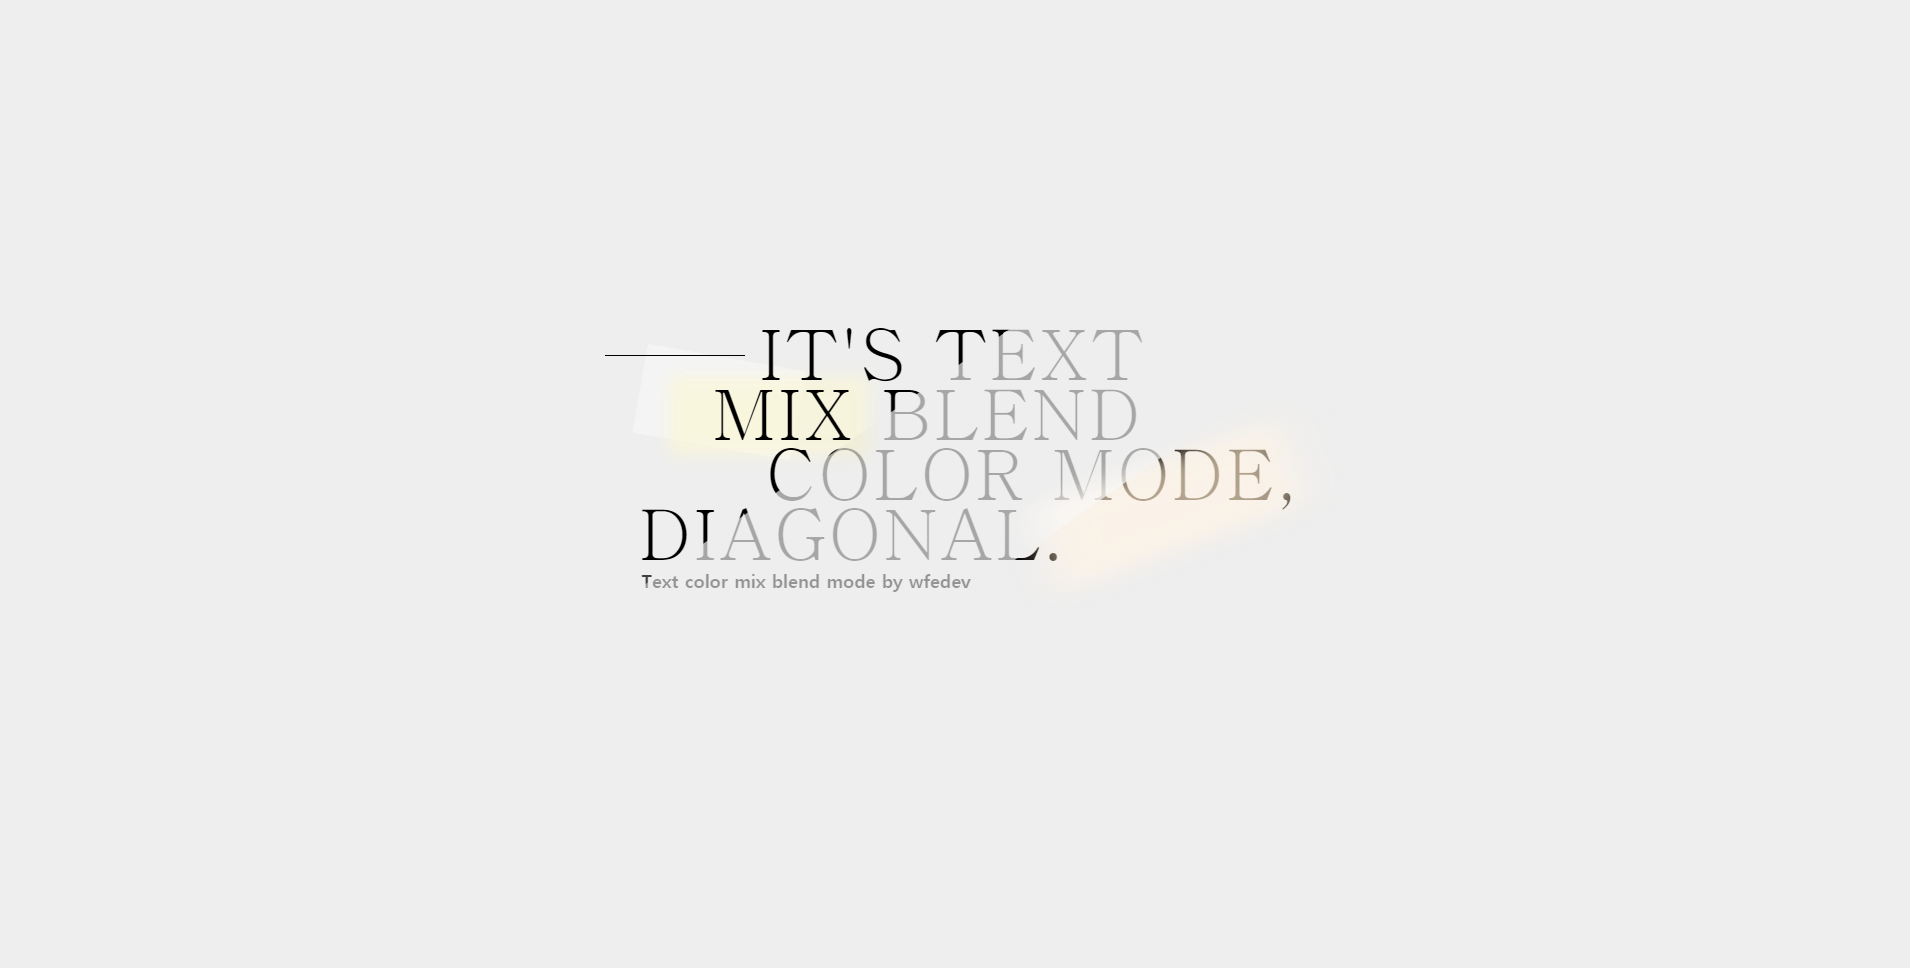 IT'S TEXT
MIX BLEND
COLOR MODE,
DIAGONAL.
Text color mix blend mode by wfedev